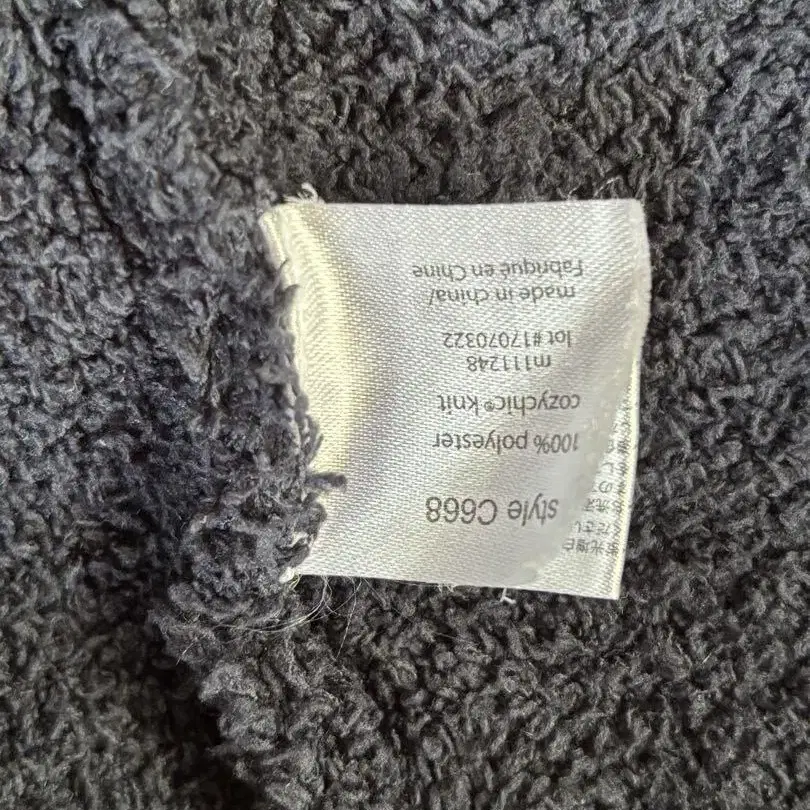 style C668
100% polyester
cozychic® knit
m111248
lot #17070322
made in china/
Fabriqué en Chine